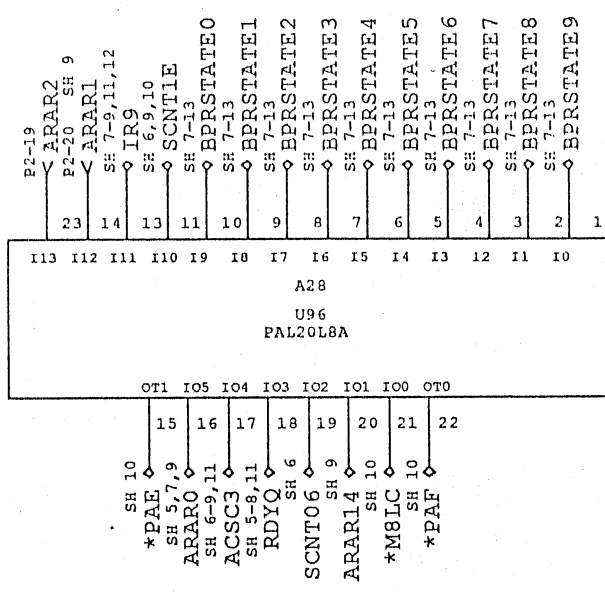 P2-19
ARAR2
P2-20 SH 9
ARAR1
SH 7-9,11,12
IR9
SH 6,9,10
SCNT1E
SH 7-13
BPRSTATE0
SH 7-13
BPRSTATE1
SH 7-13
BPRSTATE2
SH 7-13
BPRSTATE3
SH 7-13
BPRSTATE4
SH 7-13
BPRSTATE5
SH 7-13
BPRSTATE6
SH 7-13
BPRSTATE7
SH 7-13
BPRSTATE8
SH 7-13
BPRSTATE9
23 14 13 11 10 9 8 7 6 5 4 3 2 1
I13 I12 I11 I10 I9 I8 I7 I6 I5 I4 I3 I2 I1 I0
A28
U96
PAL20L8A
OT1 IO5 IO4 IO3 IO2 IO1 IO0 OT0
15 16 17 18 19 20 21 22
SH 10
*PAE
SH 5,7,9
ARAR0
SH 6-9,11
ACSC3
SH 5-8,11
RDYQ
SH 6
SCNT06
SH 9
ARAR14
SH 10
*M8LC
SH 10
*PAF